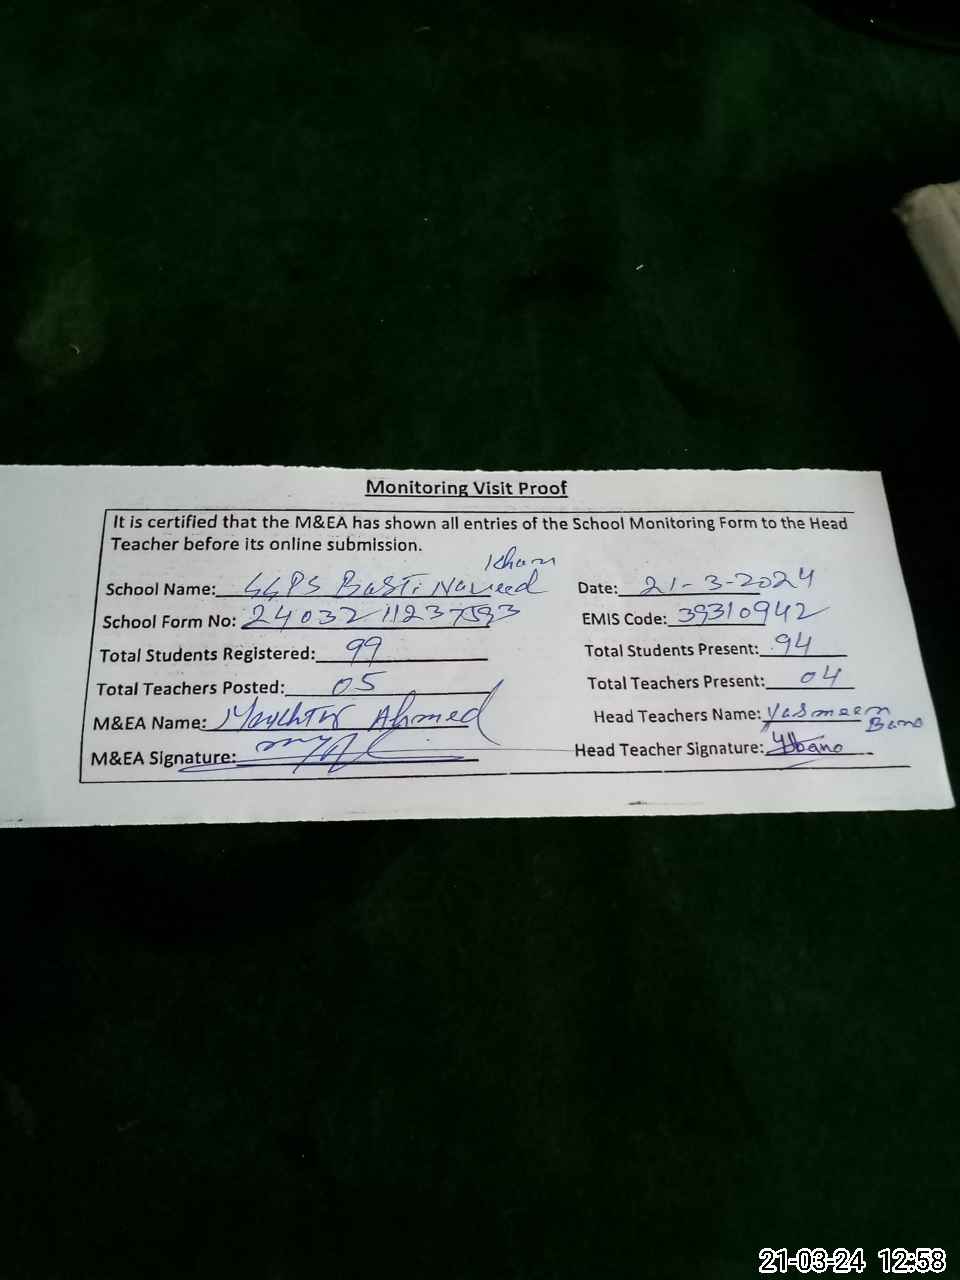 Monitoring Visit Proof
It is certified that the M&EA has shown all entries of the School Monitoring Form to the Head
Teacher before its online submission.
Khan
School Name: GGPS Basti Naveed Date: 21-3-2024
School Form No: 2403211237593 EMIS Code: 39310942
Total Students Registered: 99 Total Students Present: 94
Total Teachers Posted: 05 Total Teachers Present: 04
M&EA Name: Ahmed Head Teachers Name: Yasmeen
Bano
M&EA Signature: Head Teacher Signature: Ybano
21-03-24 12:58